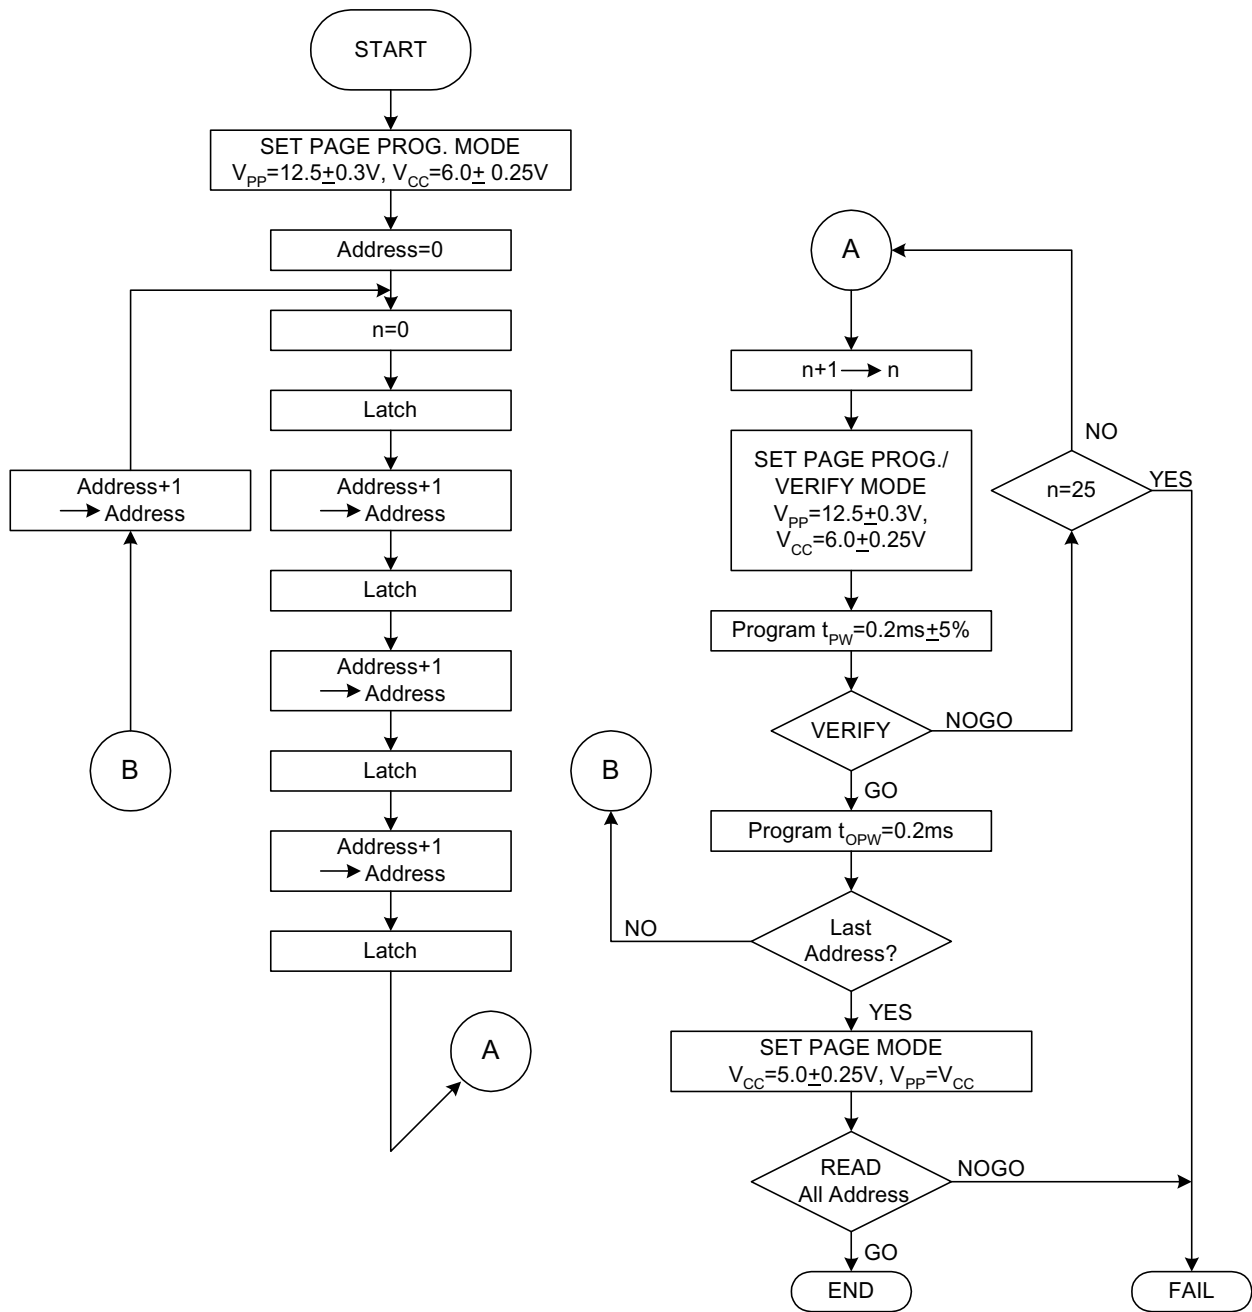 START
SET PAGE PROG. MODE
VPP=12.5±0.3V, VCC=6.0± 0.25V
Address=0
n=0
Latch
Address+1
→ Address
Latch
Address+1
→ Address
Latch
Address+1
→ Address
Latch
A
Address+1
→ Address
B
A
n+1 → n
SET PAGE PROG./
VERIFY MODE
VPP=12.5±0.3V,
VCC=6.0±0.25V
Program tPW=0.2ms±5%
VERIFY
NOGO
n=25
NO
YES
GO
Program tOPW=0.2ms
Last
Address?
NO
B
YES
SET PAGE MODE
VCC=5.0±0.25V, VPP=VCC
READ
All Address
NOGO
GO
END
FAIL